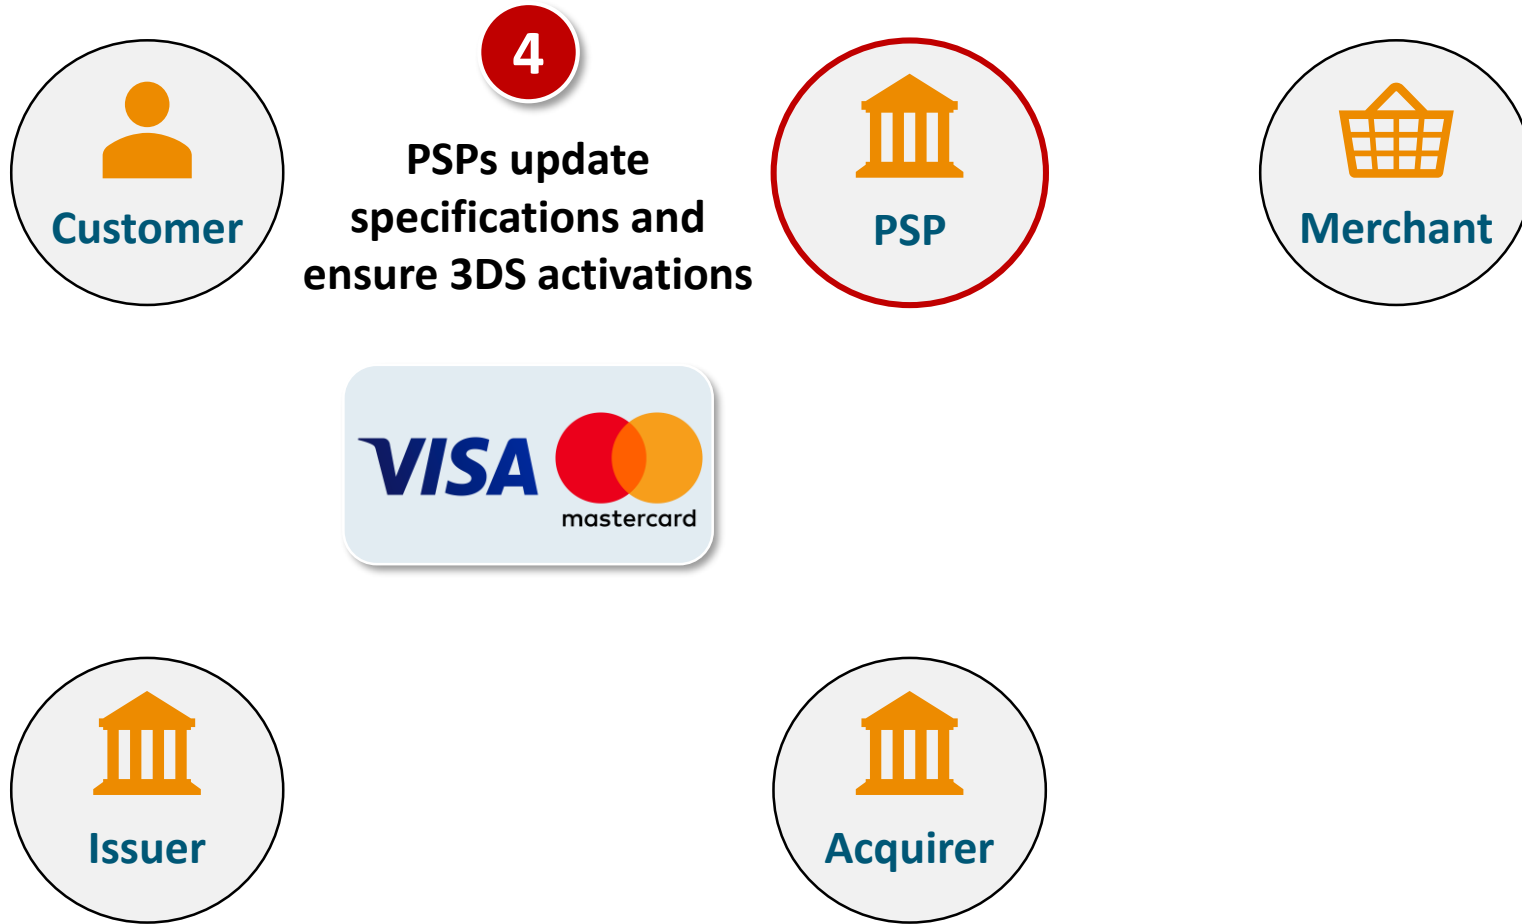 4
Customer
PSPs update
specifications and
ensure 3DS activations
PSP
Merchant
VISA
mastercard
Issuer
Acquirer